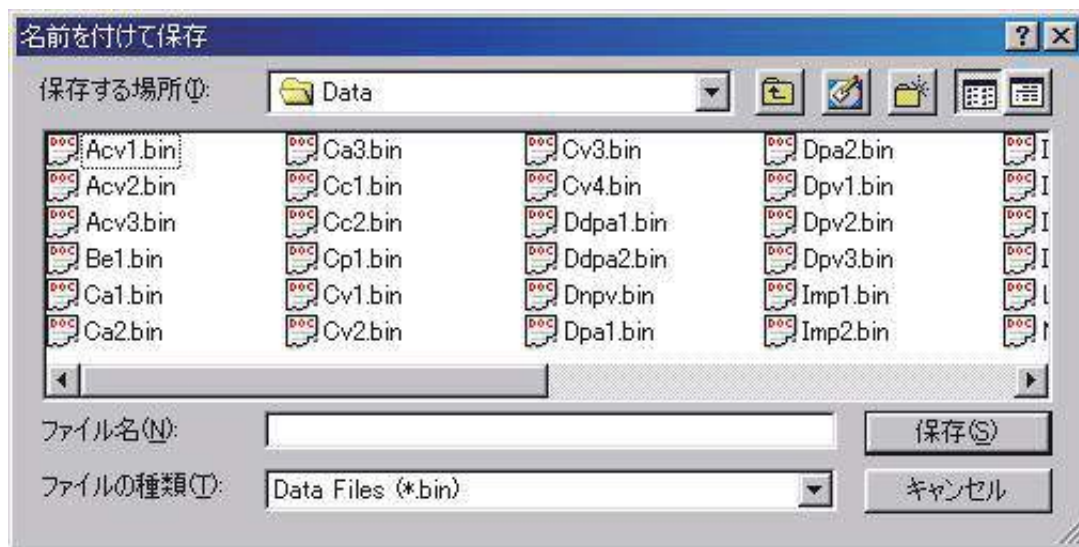 名前を付けて保存
保存する場所(I):
Data
Acv1.bin
Acv2.bin
Acv3.bin
Be1.bin
Ca1.bin
Ca2.bin
Ca3.bin
Cc1.bin
Cc2.bin
Cp1.bin
Cv1.bin
Cv2.bin
Cv3.bin
Cv4.bin
Ddpa1.bin
Ddpa2.bin
Dnpv.bin
Dpa1.bin
Dpa2.bin
Dpv1.bin
Dpv2.bin
Dpv3.bin
Imp1.bin
Imp2.bin
ファイル名(N):
保存(S)
ファイルの種類(T):
Data Files (*.bin)
キャンセル